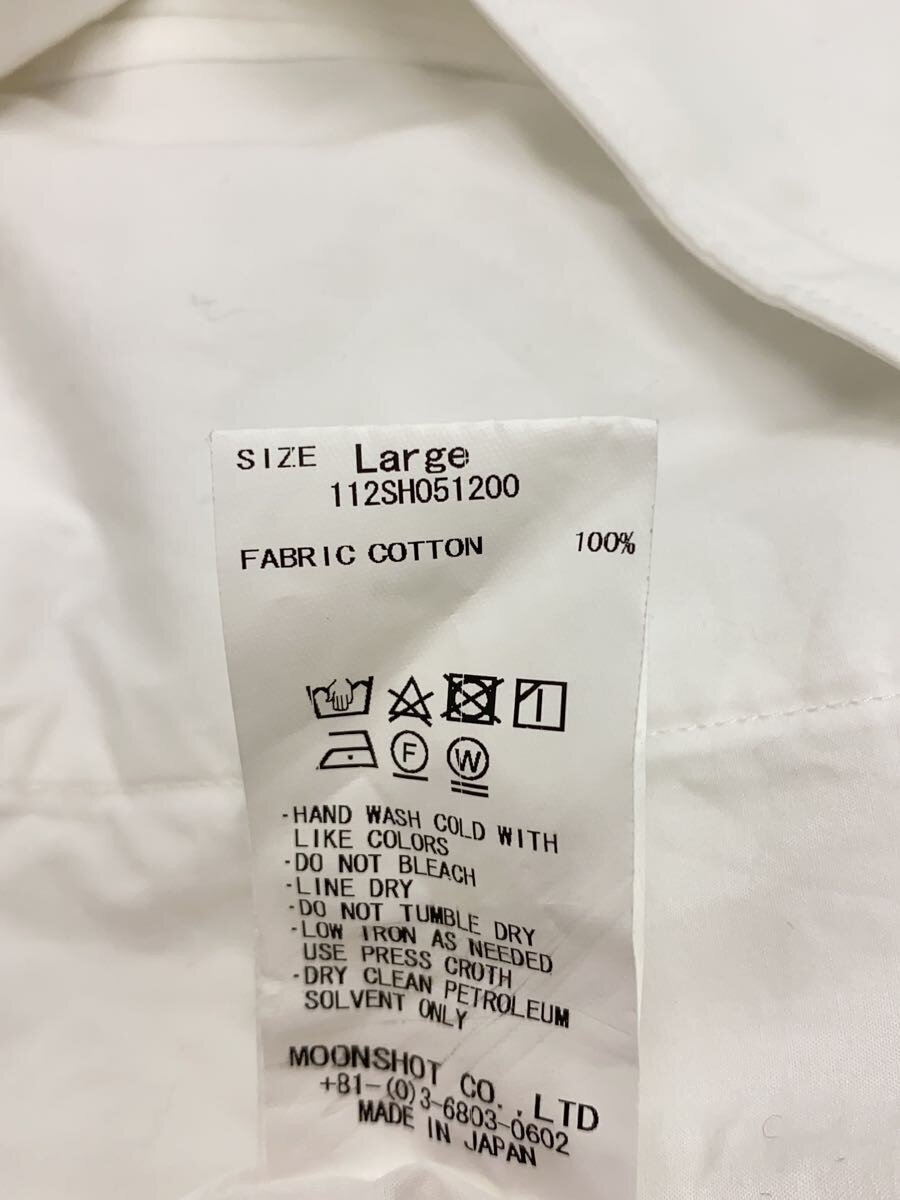 SIZE Large
112SH051200
FABRIC COTTON 100%
F W
-HAND WASH COLD WITH
LIKE COLORS
-DO NOT BLEACH
-LINE DRY
-DO NOT TUMBLE DRY
-LOW IRON AS NEEDED
USE PRESS CROTH
-DRY CLEAN PETROLEUM
SOLVENT ONLY
MOONSHOT CO.,LTD
+81-(0)3-6803-0602
MADE IN JAPAN